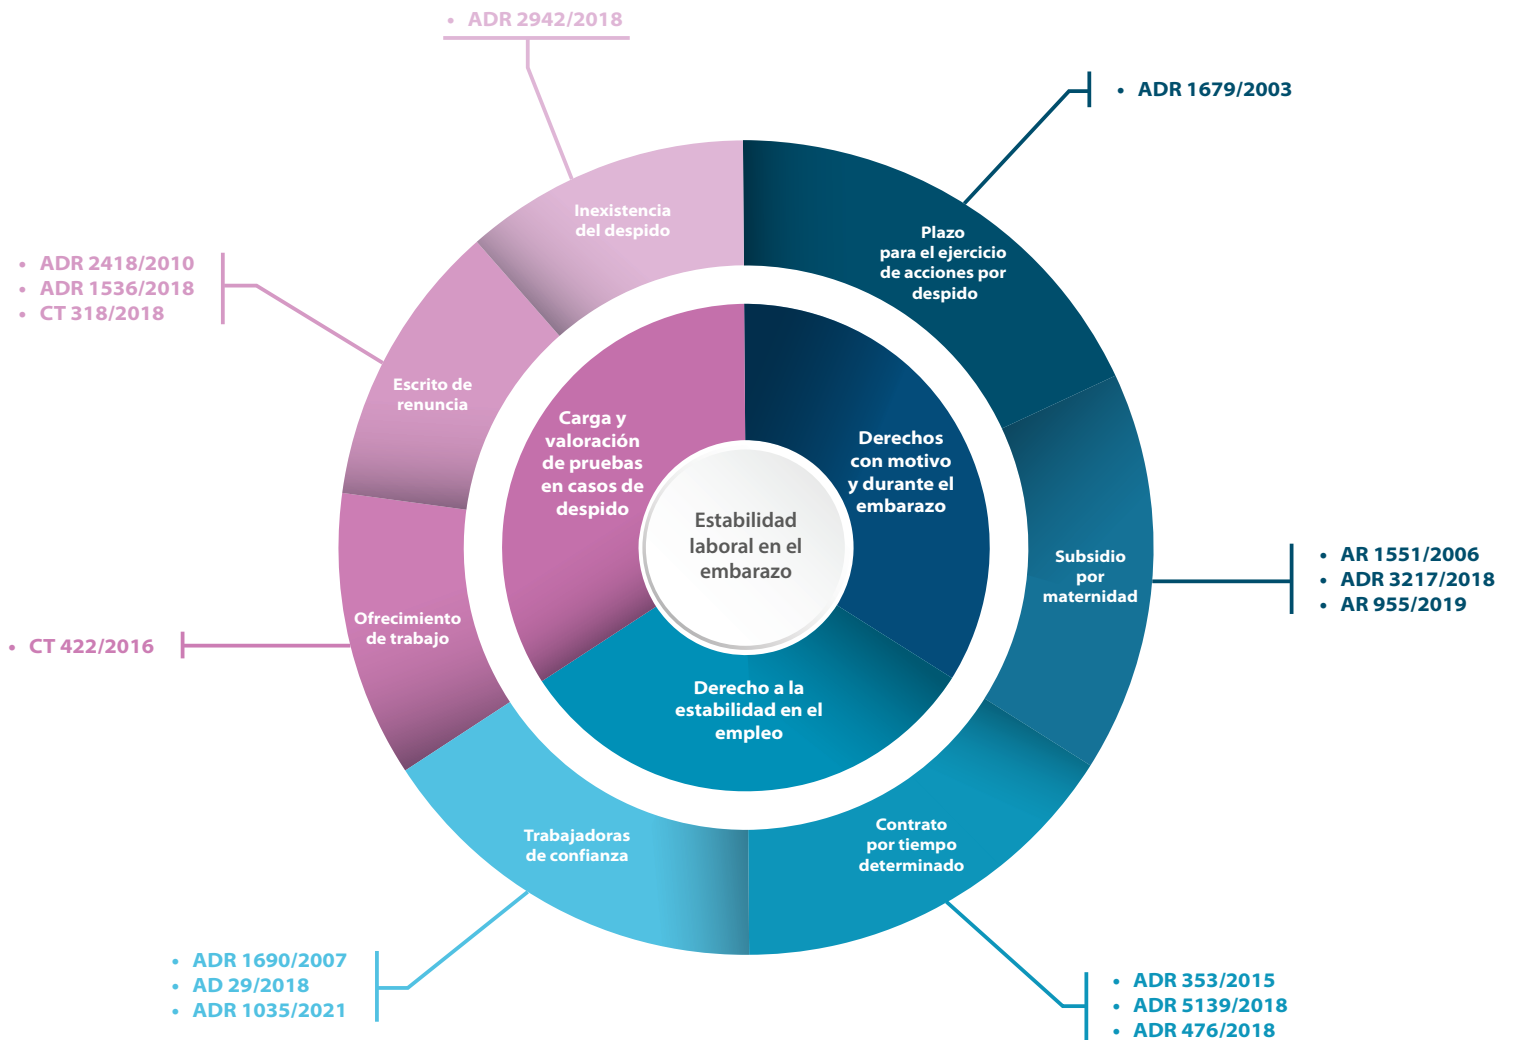 • ADR 2942/2018
• ADR 1679/2003
Inexistencia
del despido
Plazo
para el ejercicio
de acciones por
despido
• ADR 2418/2010
• ADR 1536/2018
• CT 318/2018
Escrito de
renuncia
Carga y
valoración
de pruebas
en casos de
despido
Derechos
con motivo
y durante el
embarazo
Estabilidad
laboral en el
embarazo
Subsidio
por
maternidad
• AR 1551/2006
• ADR 3217/2018
• AR 955/2019
Ofrecimiento
de trabajo
• CT 422/2016
Derecho a la
estabilidad en el
empleo
Trabajadoras
de confianza
Contrato
por tiempo
determinado
• ADR 1690/2007
• AD 29/2018
• ADR 1035/2021
• ADR 353/2015
• ADR 5139/2018
• ADR 476/2018